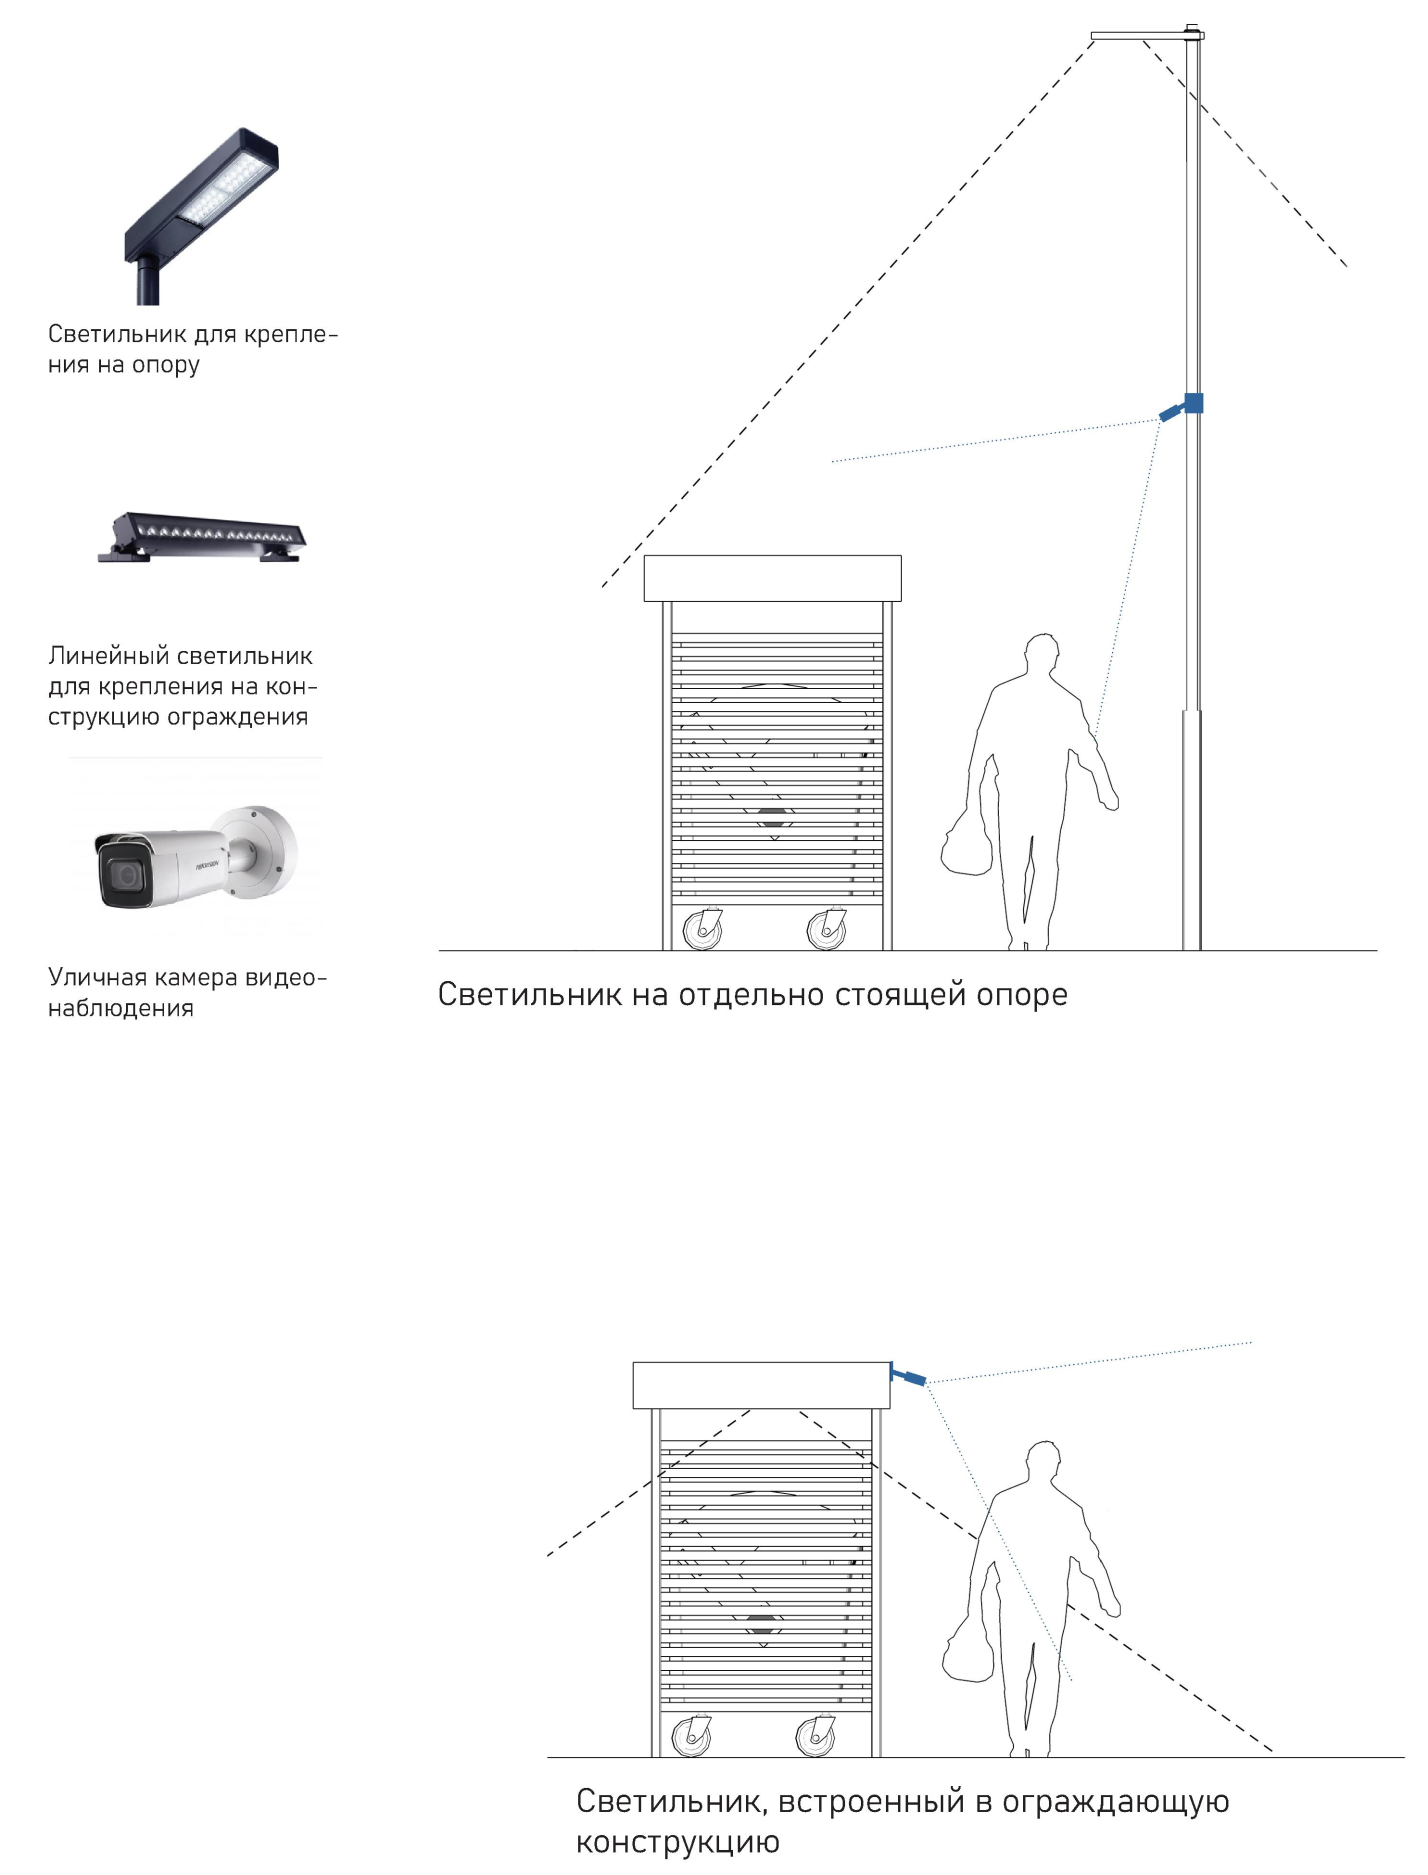 Светильник для крепле-
ния на опору
Линейный светильник
для крепления на кон-
струкцию ограждения
HIKVISION
Уличная камера видео-
наблюдения
Светильник на отдельно стоящей опоре
Светильник, встроенный в ограждающую
конструкцию